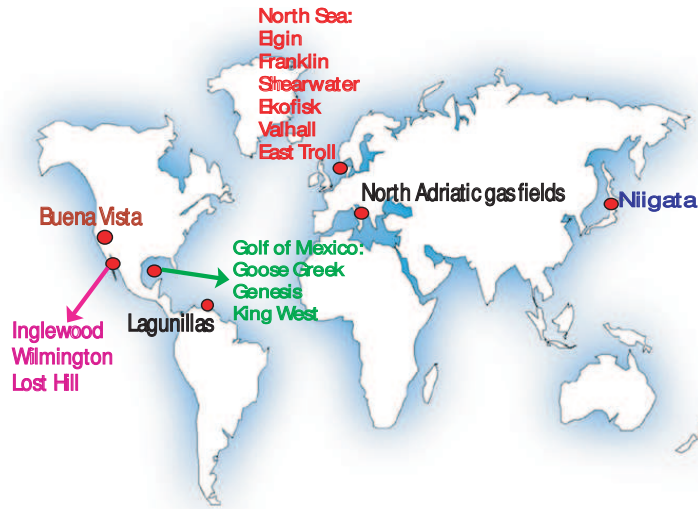 North Sea:
Elgin
Franklin
Shearwater
Ekofisk
Valhall
East Troll
North Adriatic gas fields
Niigata
Buena Vista
Golf of Mexico:
Goose Greek
Genesis
King West
Lagunillas
Inglewood
Wilmington
Lost Hill